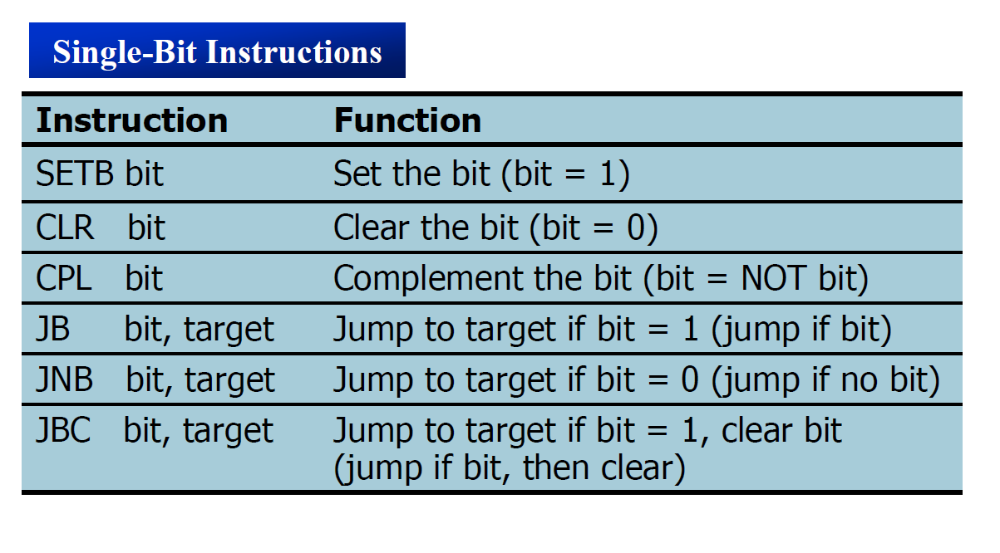 Single-Bit Instructions
Instruction Function
SETB bit Set the bit (bit = 1)
CLR bit Clear the bit (bit = 0)
CPL bit Complement the bit (bit = NOT bit)
JB bit, target Jump to target if bit = 1 (jump if bit)
JNB bit, target Jump to target if bit = 0 (jump if no bit)
JBC bit, target Jump to target if bit = 1, clear bit
(jump if bit, then clear)